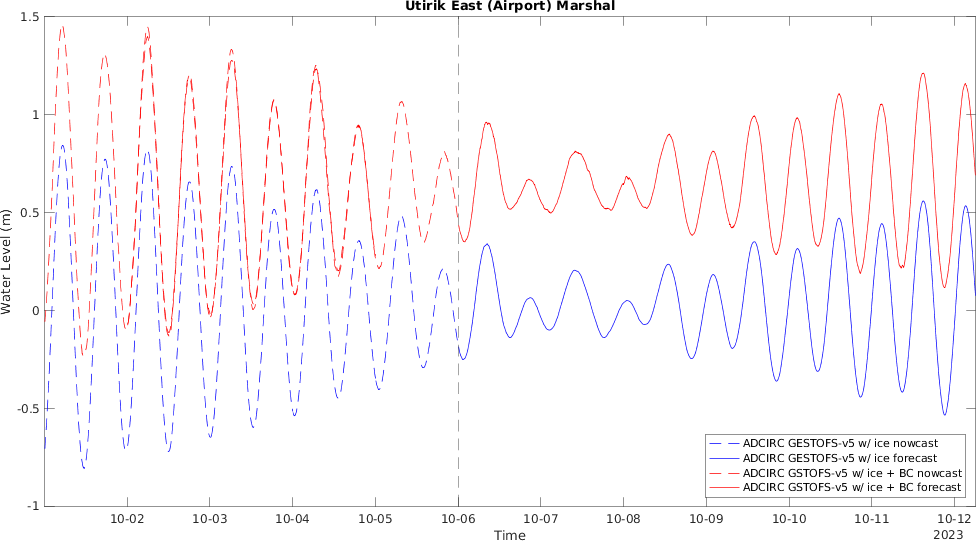 Utirik East (Airport) Marshal
Water Level (m)
1.5
1
0.5
0
-0.5
-1
10-02 10-03 10-04 10-05 10-06 10-07 10-08 10-09 10-10 10-11 10-12
2023
Time
ADCIRC GESTOFS-v5 w/ ice nowcast
ADCIRC GESTOFS-v5 w/ ice forecast
ADCIRC GSTOFS-v5 w/ ice + BC nowcast
ADCIRC GSTOFS-v5 w/ ice + BC forecast